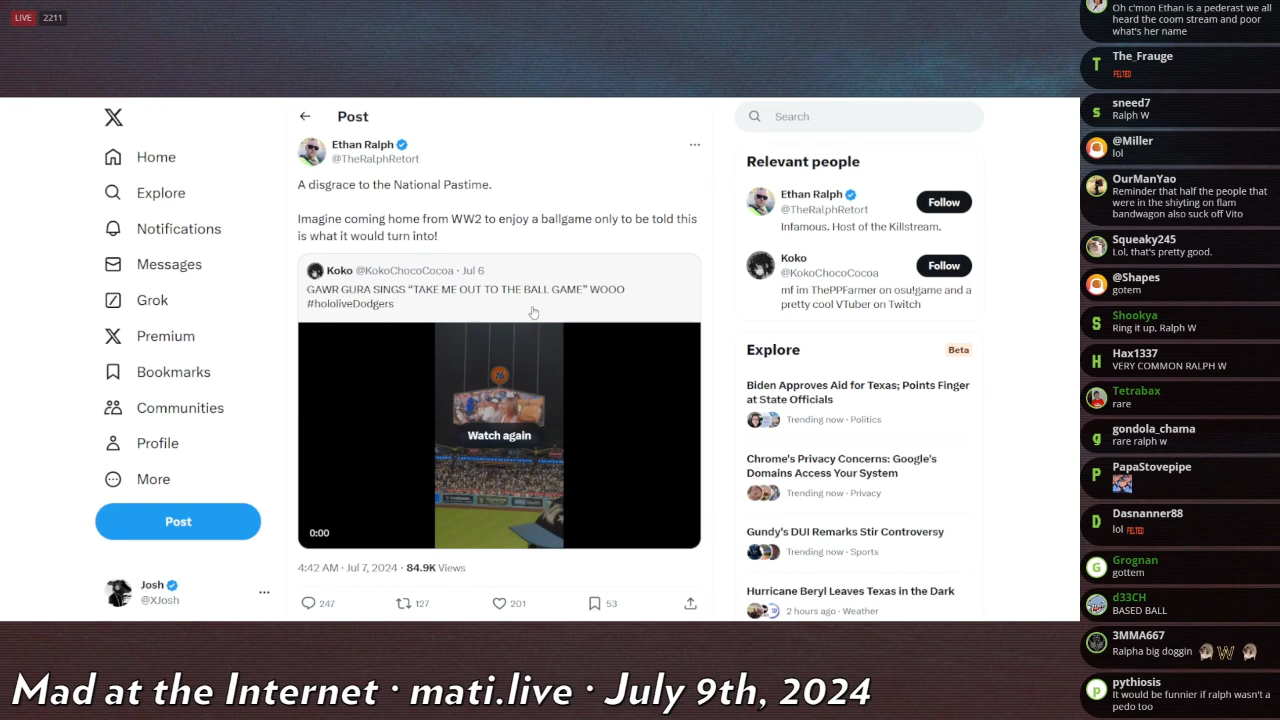 LIVE 2211
Home
Explore
Notifications
Messages
Grok
Premium
Bookmarks
Communities
Profile
More
Post
Josh
@XJosh
Post
Ethan Ralph
@TheRalphRetort
A disgrace to the National Pastime.
Imagine coming home from WW2 to enjoy a ballgame only to be told this
is what it would turn into!
Koko @KokoChocoCocoa · Jul 6
GAWR GURA SINGS “TAKE ME OUT TO THE BALL GAME” WOOO
#hololiveDodgers
76
Watch again
0:00
4:42 AM · Jul 7, 2024 · 84.9K Views
247 127 201 53
Search
Relevant people
Ethan Ralph
@TheRalphRetort
Follow
Infamous. Host of the Killstream.
Koko
@KokoChocoCocoa
Follow
mf im ThePPFarmer on osu!game and a
pretty cool VTuber on Twitch
Explore Beta
Biden Approves Aid for Texas; Points Finger
at State Officials
Trending now · Politics
Chrome's Privacy Concerns: Google's
Domains Access Your System
Trending now · Privacy
Gundy's DUI Remarks Stir Controversy
Trending now · Sports
Hurricane Beryl Leaves Texas in the Dark
2 hours ago · Weather
Oh c'mon Ethan is a pederast we all
heard the coom stream and poor
what's her name
T
The_Frauge
FELTED
s
sneed7
Ralph W
@Miller
lol
OurManYao
Reminder that half the people that
were in the shiyting on flam
bandwagon also suck off Vito
Squeaky245
Lol, that's pretty good.
@Shapes
gotem
S
Shookya
Ring it up, Ralph W
H
Hax1337
VERY COMMON RALPH W
Tetrabax
rare
g
gondola_chama
rare ralph w
P
PapaStovepipe
D
Dasnanner88
lol FELTED
G
Grognan
gottem
d33CH
BASED BALL
3MMA667
Ralpha big doggin W
p
pythiosis
It would be funnier if ralph wasn't a
pedo too
Mad at the Internet · mati.live · July 9th, 2024